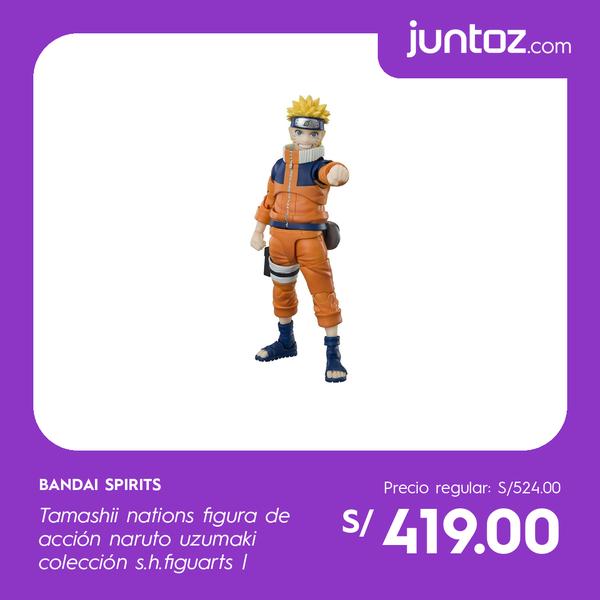 juntoz.com
BANDAI SPIRITS
Tamashii nations figura de
acción naruto uzumaki
colección s.h.figuarts |
Precio regular: S/524.00
S/ 419.00